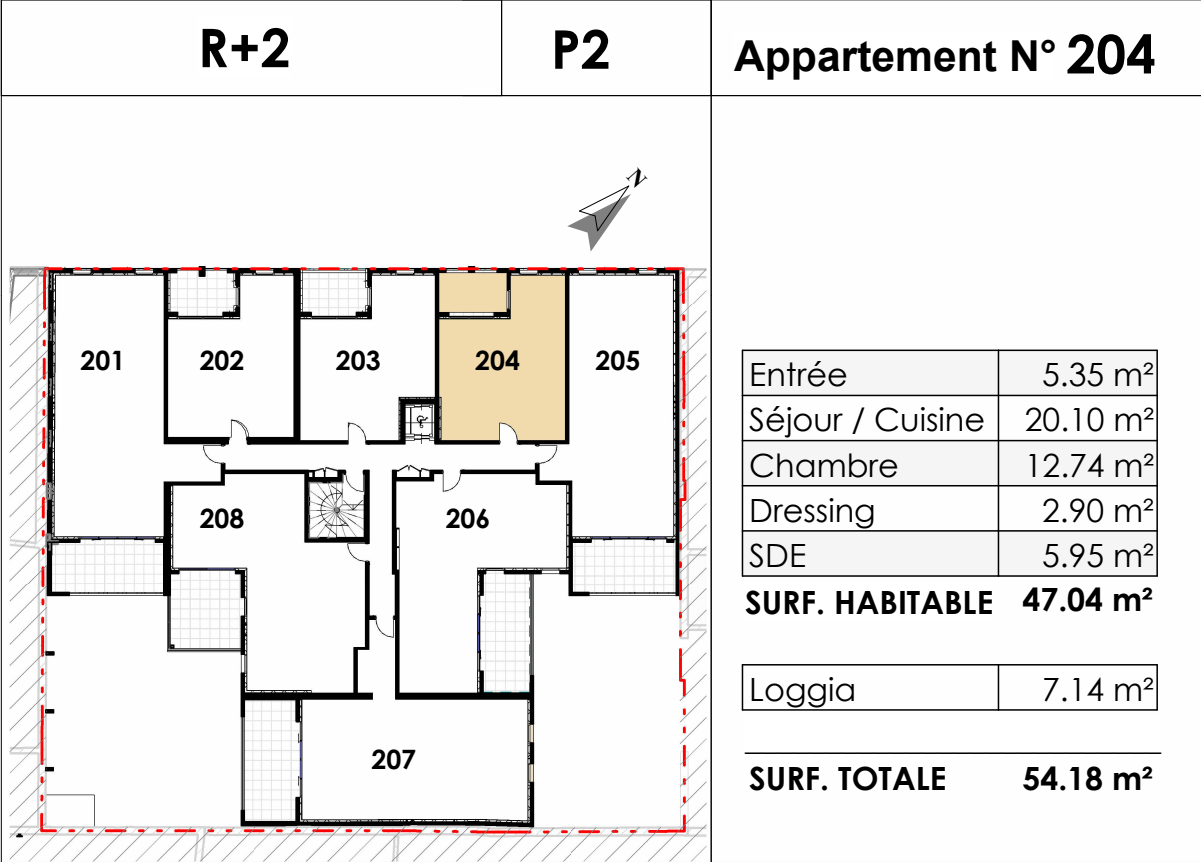 R+2 P2 Appartement N° 204
N
201 202 203 204 205
208 206
207
Entrée 5.35 m²
Séjour / Cuisine 20.10 m²
Chambre 12.74 m²
Dressing 2.90 m²
SDE 5.95 m²
SURF. HABITABLE 47.04 m²
Loggia 7.14 m²
SURF. TOTALE 54.18 m²